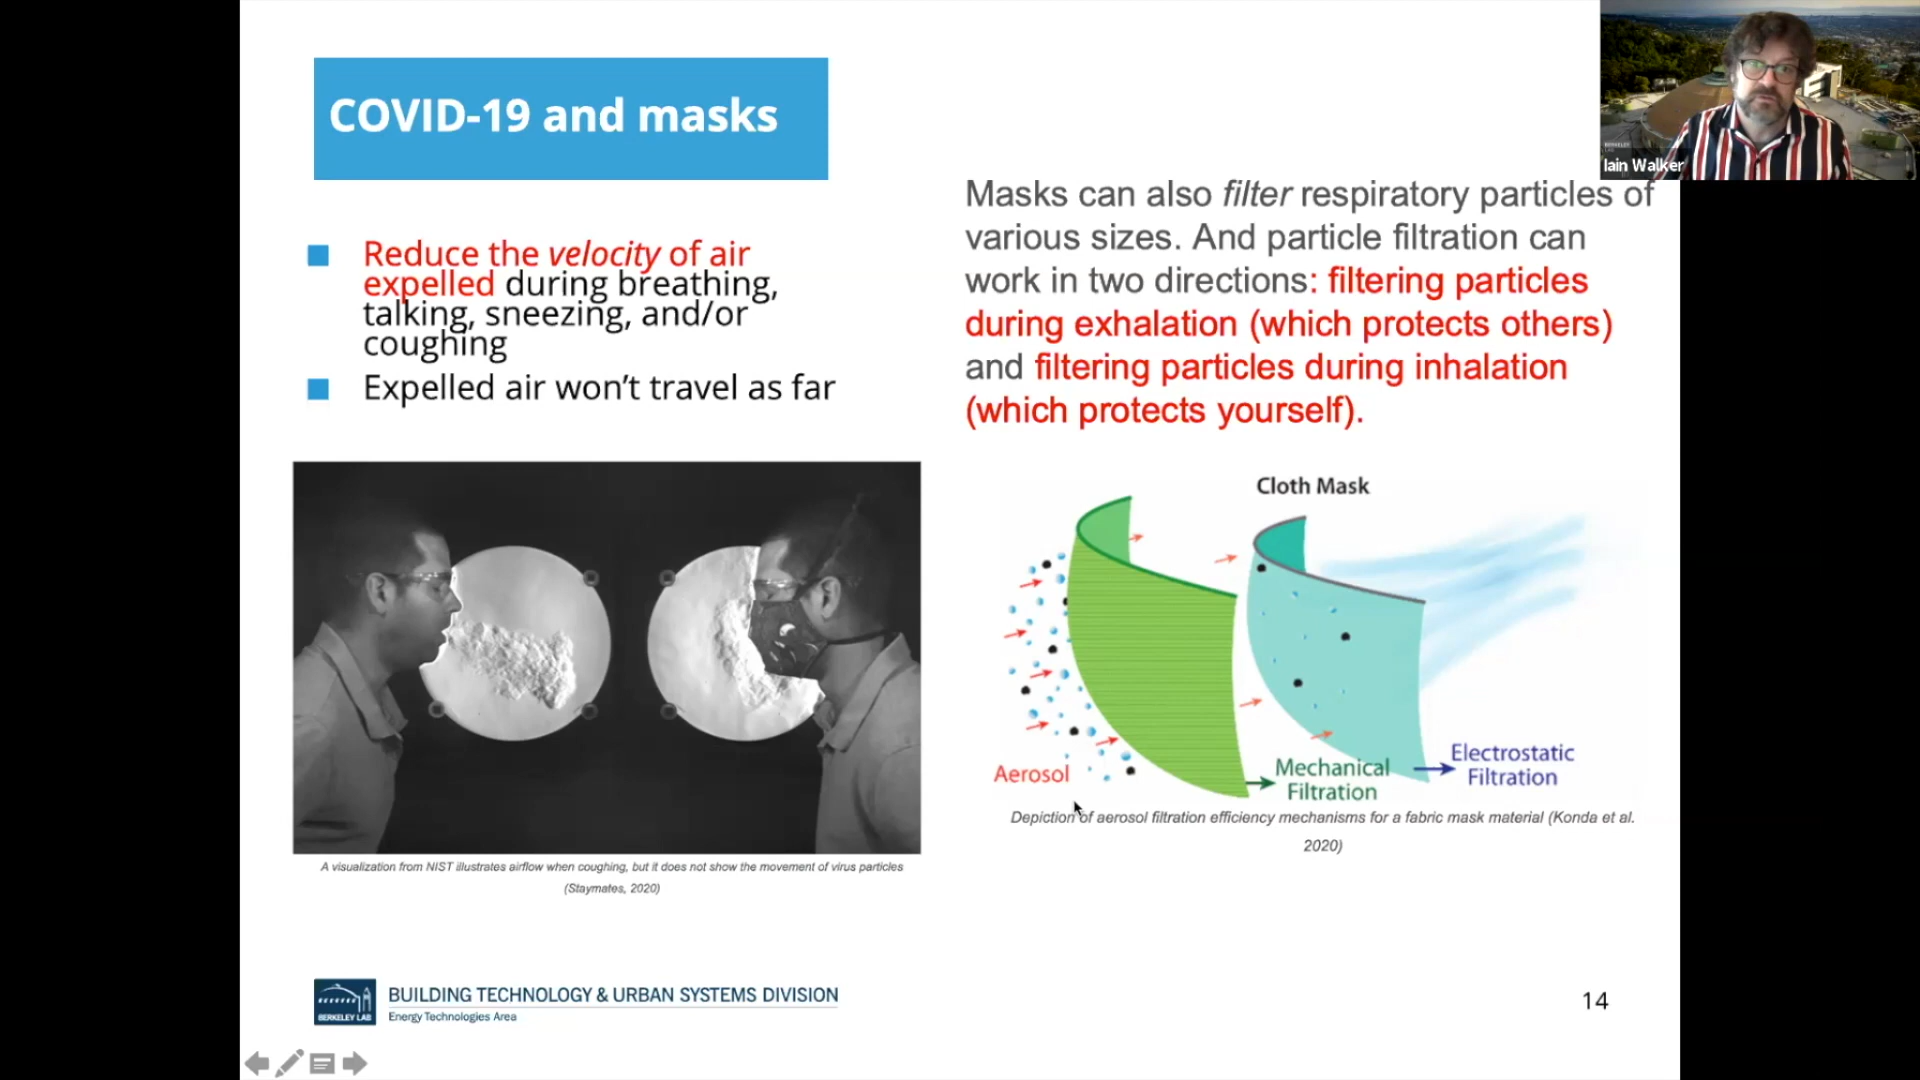 COVID-19 and masks
Reduce the velocity of air
expelled during breathing,
talking, sneezing, and/or
coughing
Expelled air won’t travel as far
Iain Walker
Masks can also filter respiratory particles of
various sizes. And particle filtration can
work in two directions: filtering particles
during exhalation (which protects others)
and filtering particles during inhalation
(which protects yourself).
A visualization from NIST illustrates airflow when coughing, but it does not show the movement of virus particles
(Staymates, 2020)
Cloth Mask
Aerosol
Mechanical
Filtration
Electrostatic
Filtration
Depiction of aerosol filtration efficiency mechanisms for a fabric mask material (Konda et al.
2020)
BERKELEY LAB
BUILDING TECHNOLOGY & URBAN SYSTEMS DIVISION
Energy Technologies Area
14